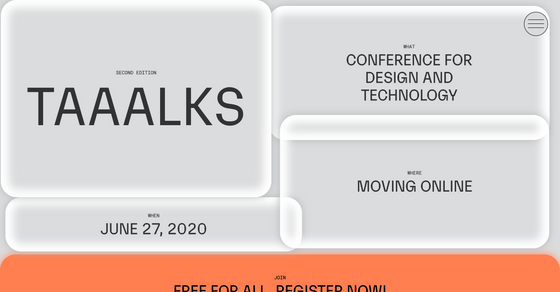 SECOND EDITION
TAAALKS
WHAT
CONFERENCE FOR
DESIGN AND
TECHNOLOGY
WHERE
MOVING ONLINE
WHEN
JUNE 27, 2020
JOIN
FREE FOR ALL, REGISTER NOW!